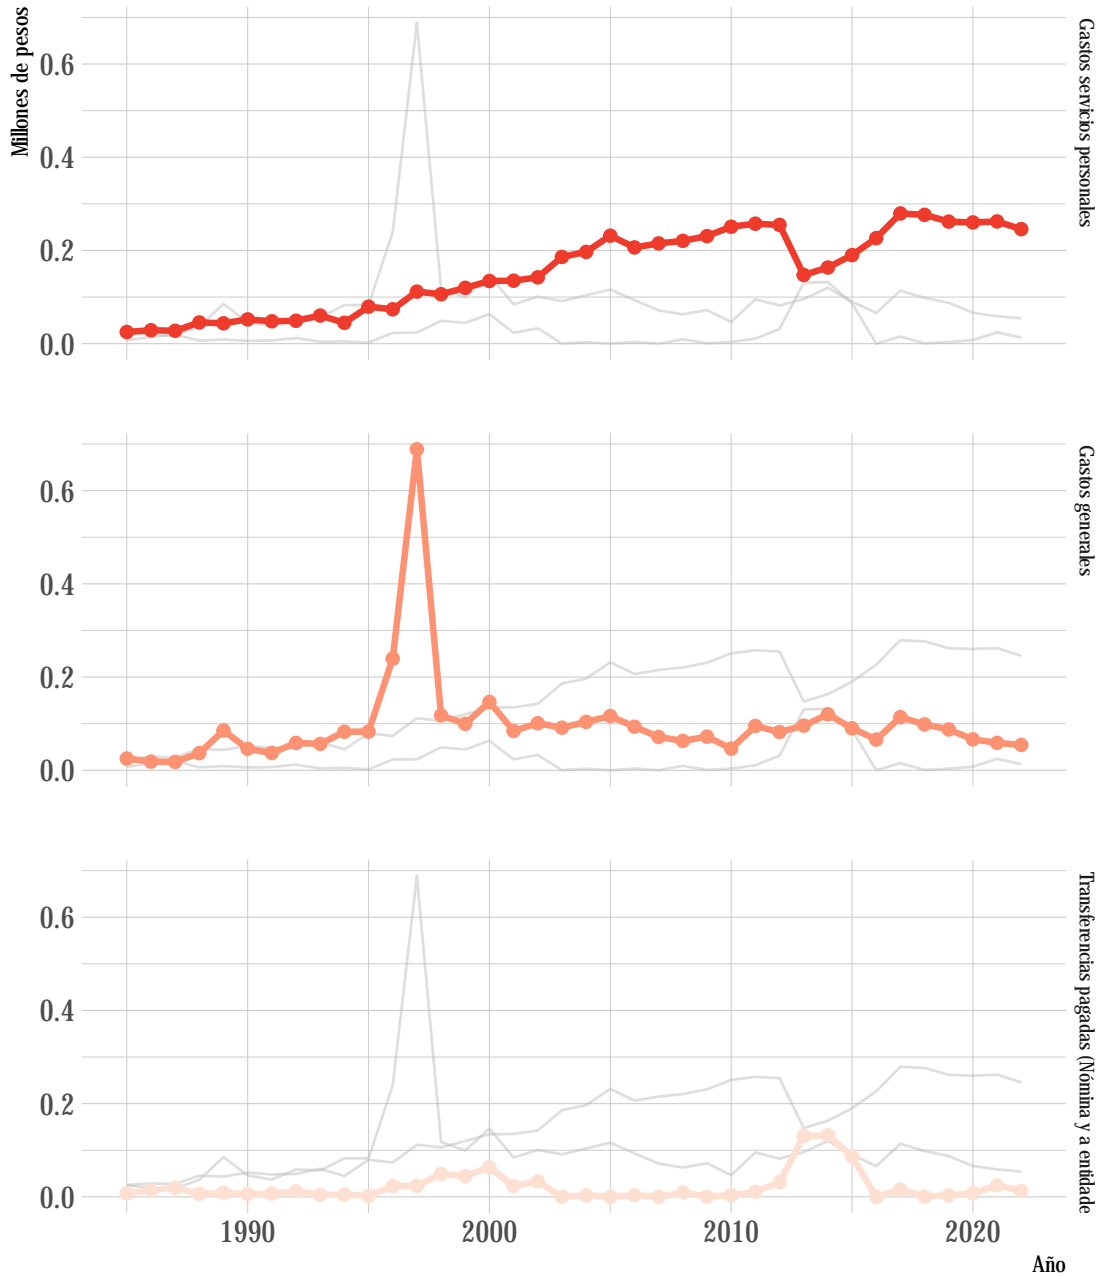 Millones de pesos
0.6
0.4
0.2
0.0
Gastos servicios personales
0.6
0.4
0.2
0.0
Gastos generales
0.6
0.4
0.2
0.0
Transferencias pagadas (Nómina y a entidade
1990 2000 2010 2020
Año